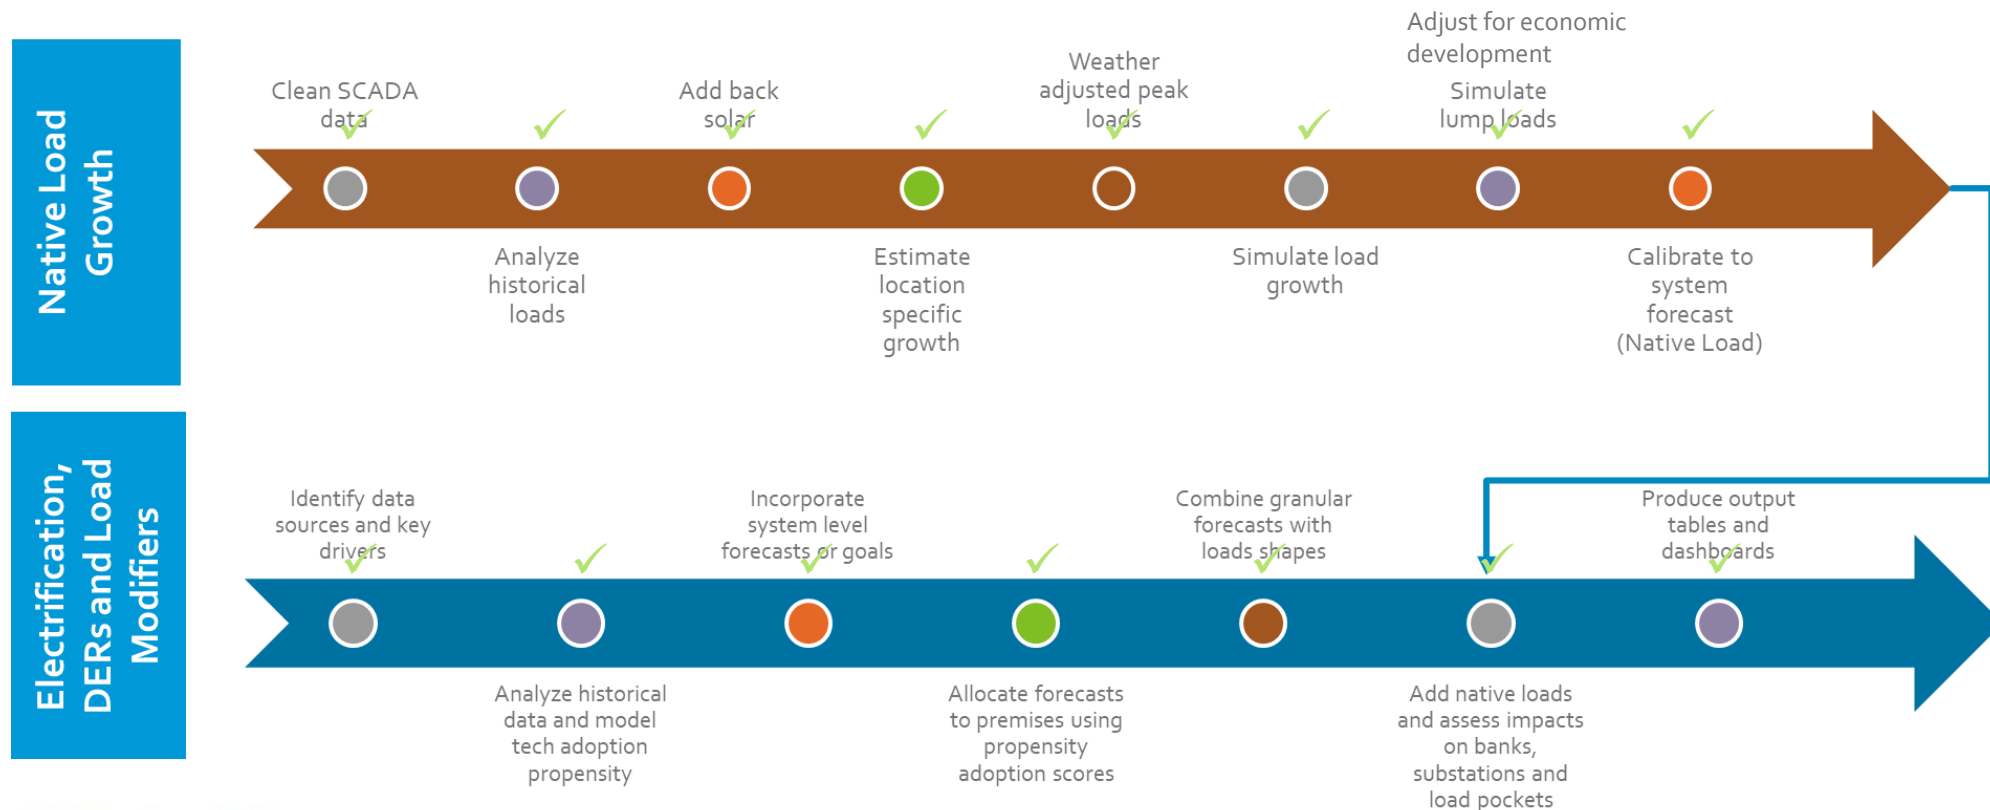 Native Load
Growth
Clean SCADA
data
Analyze
historical
loads
Add back
solar
Estimate
location
specific
growth
Weather
adjusted peak
loads
Simulate load
growth
Adjust for economic
development
Simulate
lump loads
Calibrate to
system
forecast
(Native Load)
Electrification,
DERs and Load
Modifiers
Identify data
sources and key
drivers
Analyze historical
data and model
tech adoption
propensity
Incorporate
system level
forecasts or goals
Allocate forecasts
to premises using
propensity
adoption scores
Combine granular
forecasts with
loads shapes
Add native loads
and assess impacts
on banks,
substations and
load pockets
Produce output
tables and
dashboards